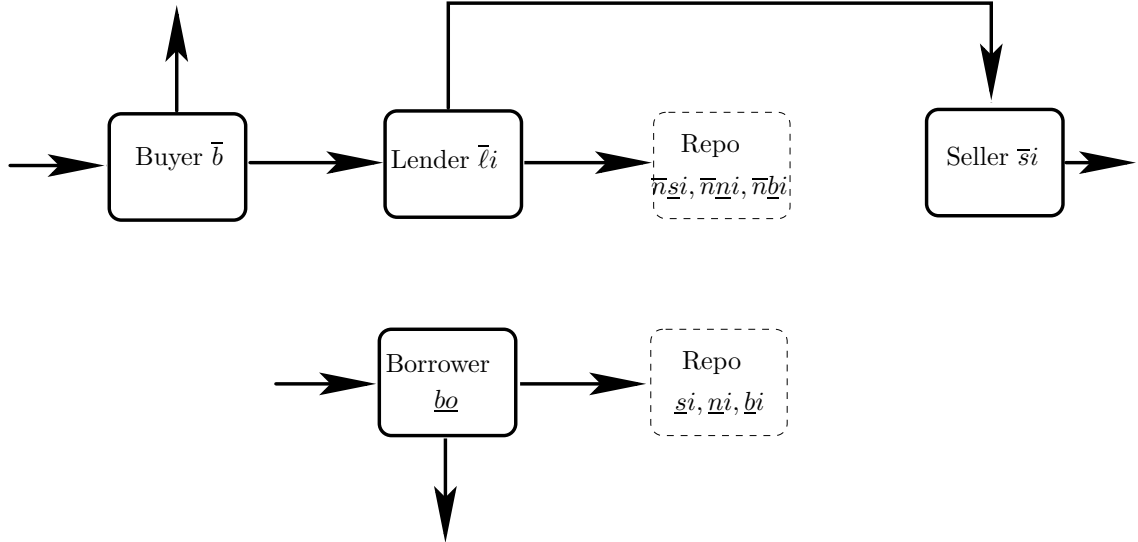 Buyer b̅
Lender ℓ̅i
Repo
n̅s̲i, n̅n̲i, n̅b̲i
Seller s̅i
Borrower
b̲o̲
Repo
s̲i, n̲i, b̲i